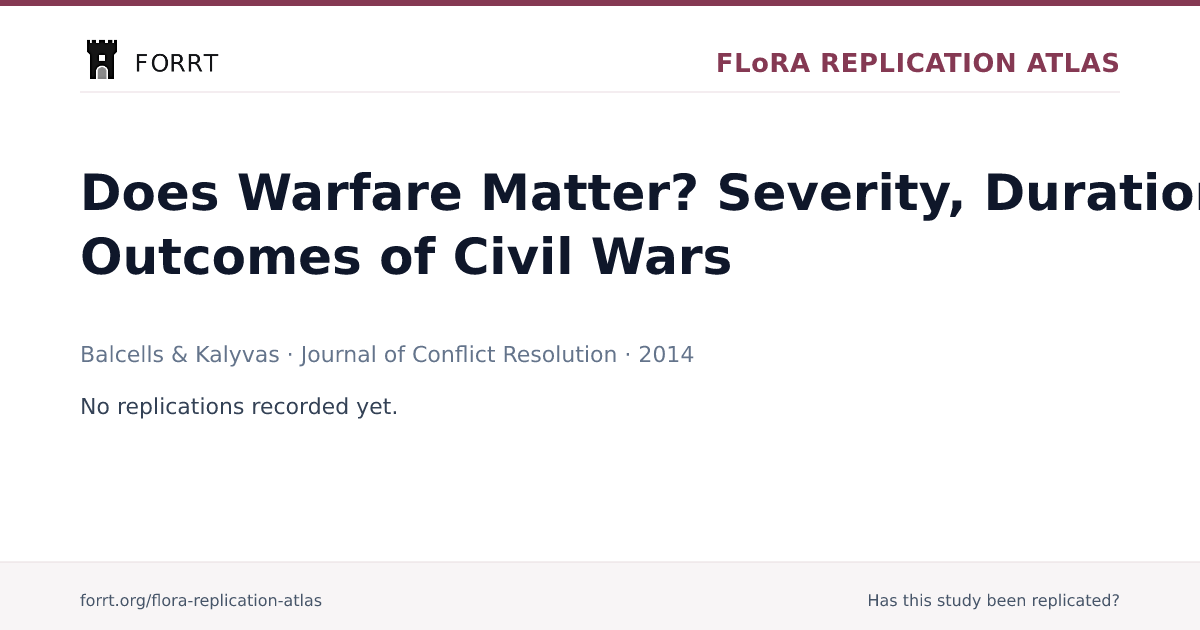 FORRT
FLoRA REPLICATION ATLAS
Does Warfare Matter? Severity, Duration
Outcomes of Civil Wars
Balcells & Kalyvas · Journal of Conflict Resolution · 2014
No replications recorded yet.
forrt.org/flora-replication-atlas
Has this study been replicated?